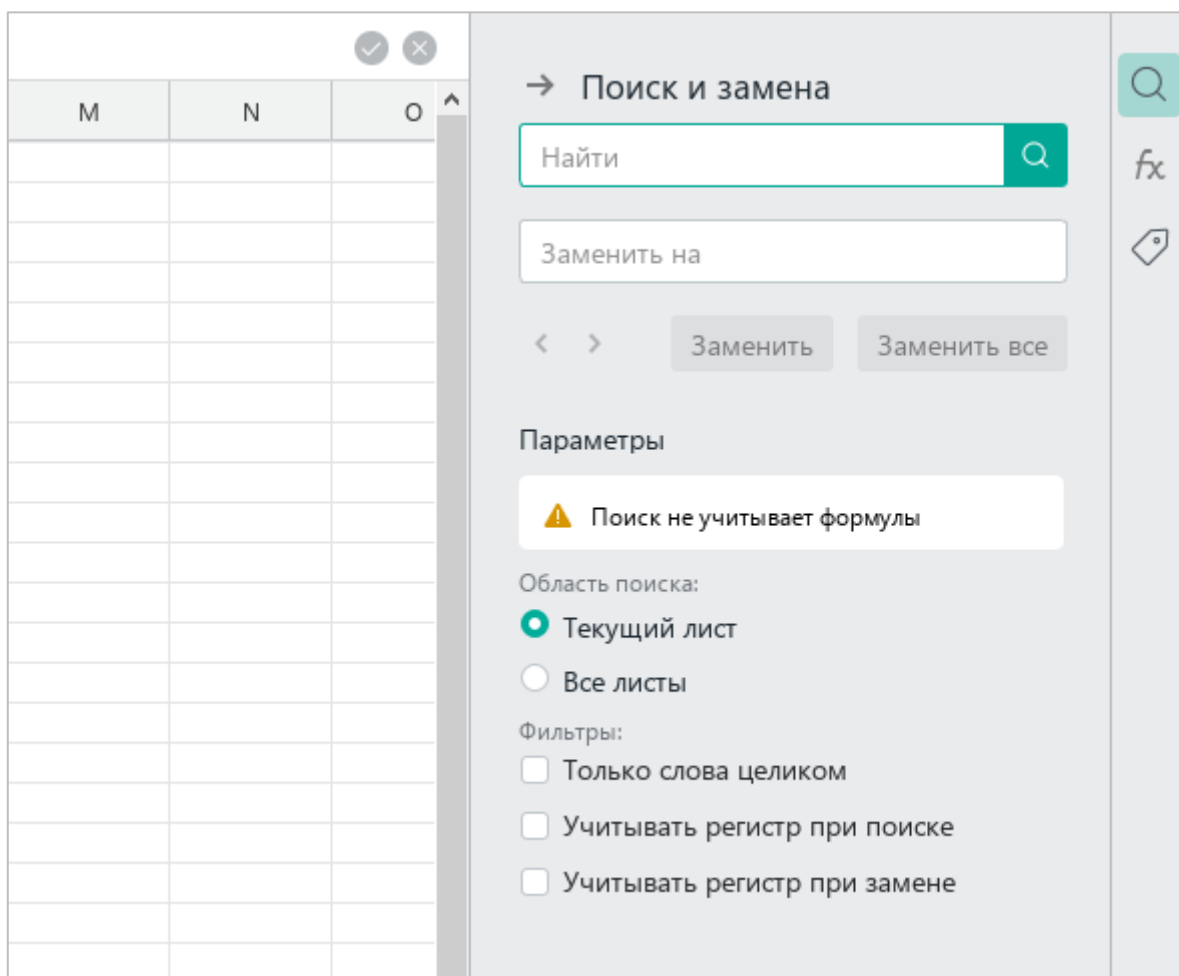 M N O
Поиск и замена
Найти
Заменить на
Заменить Заменить все
Параметры
Поиск не учитывает формулы
Область поиска:
Текущий лист
Все листы
Фильтры:
Только слова целиком
Учитывать регистр при поиске
Учитывать регистр при замене
fx